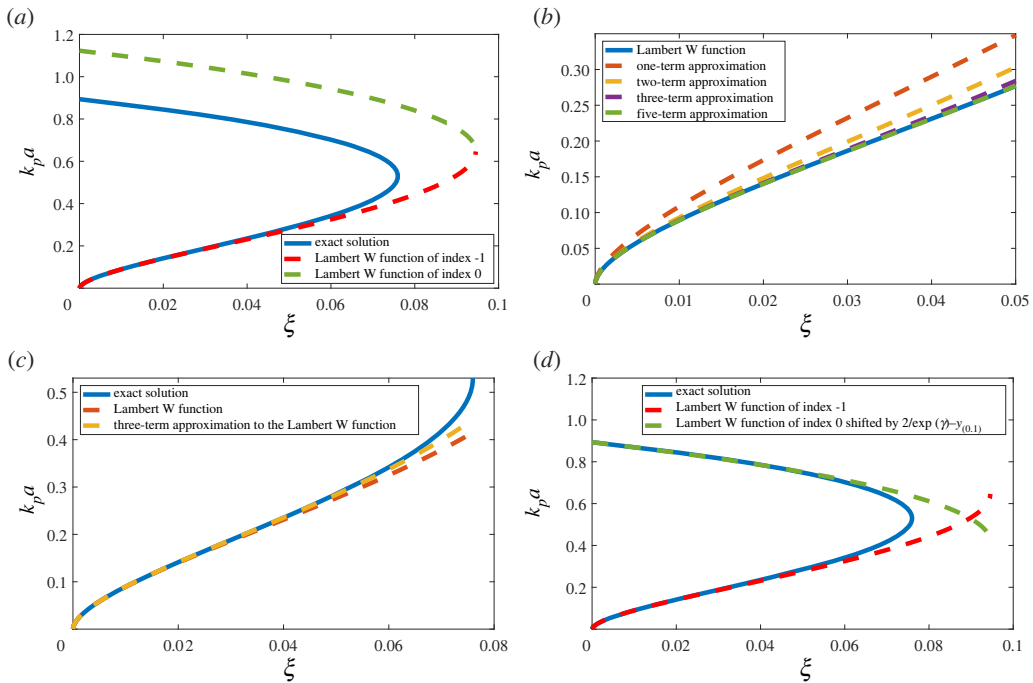 (a)
1.2
1.0
0.8
0.6
0.4
0.2
k_p a
exact solution
Lambert W function of index -1
Lambert W function of index 0
0 0.02 0.04 0.06 0.08 0.1
ξ
(b)
0.30
0.25
0.20
0.15
0.10
0.05
k_p a
Lambert W function
one-term approximation
two-term approximation
three-term approximation
five-term approximation
0 0.01 0.02 0.03 0.04 0.05
ξ
(c)
0.5
0.4
0.3
0.2
0.1
k_p a
exact solution
Lambert W function
three-term approximation to the Lambert W function
0 0.02 0.04 0.06 0.08
ξ
(d)
1.2
1.0
0.8
0.6
0.4
0.2
k_p a
exact solution
Lambert W function of index -1
Lambert W function of index 0 shifted by 2/exp (γ)–y_(0.1)
0 0.02 0.04 0.06 0.08 0.1
ξ